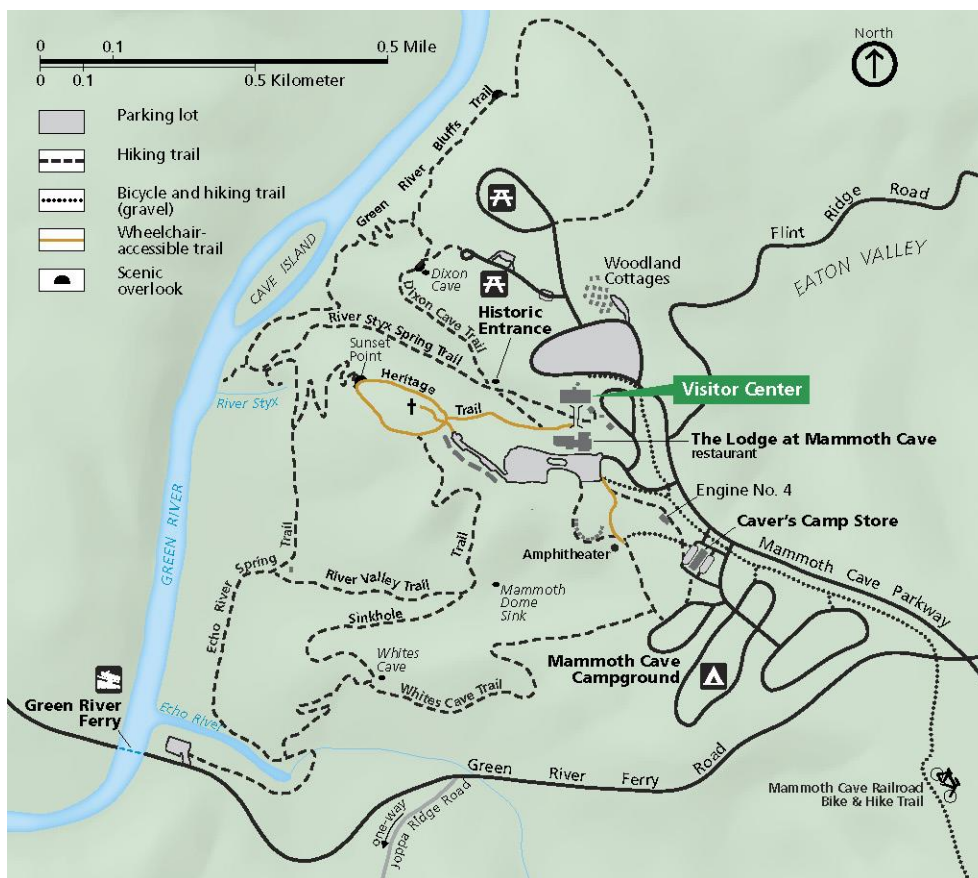 0 0.1 0.5 Mile
0 0.1 0.5 Kilometer
North
Parking lot
Hiking trail
Bicycle and hiking trail
(gravel)
Wheelchair-
accessible trail
Scenic
overlook
Green River Bluffs Trail
Flint Ridge Road
EATON VALLEY
CAVE ISLAND
Dixon
Cave
Woodland
Cottages
Historic
Entrance
Dixon Cave Trail
River Styx Spring Trail
Sunset
Point
Heritage
Trail
Visitor Center
River Styx
The Lodge at Mammoth Cave
restaurant
Engine No. 4
Caver's Camp Store
Mammoth Cave Parkway
Amphitheater
GREEN RIVER
Echo River Spring Trail
River Valley Trail
Sinkhole Trail
Mammoth
Dome
Sink
Whites
Cave
Whites Cave Trail
Mammoth Cave
Campground
Green River
Ferry
Echo River
Green River Ferry Road
one-way
Joppa Ridge Road
Mammoth Cave Railroad
Bike & Hike Trail